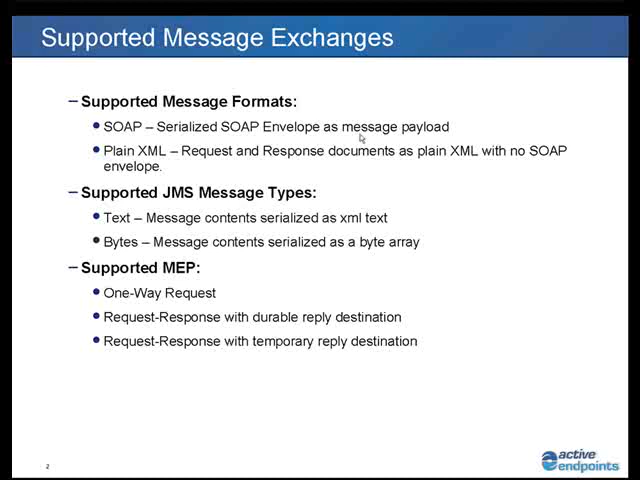 Supported Message Exchanges
– Supported Message Formats:
• SOAP – Serialized SOAP Envelope as message payload
• Plain XML – Request and Response documents as plain XML with no SOAP
envelope.
– Supported JMS Message Types:
• Text – Message contents serialized as xml text
• Bytes – Message contents serialized as a byte array
– Supported MEP:
• One-Way Request
• Request-Response with durable reply destination
• Request-Response with temporary reply destination
2
active
endpoints